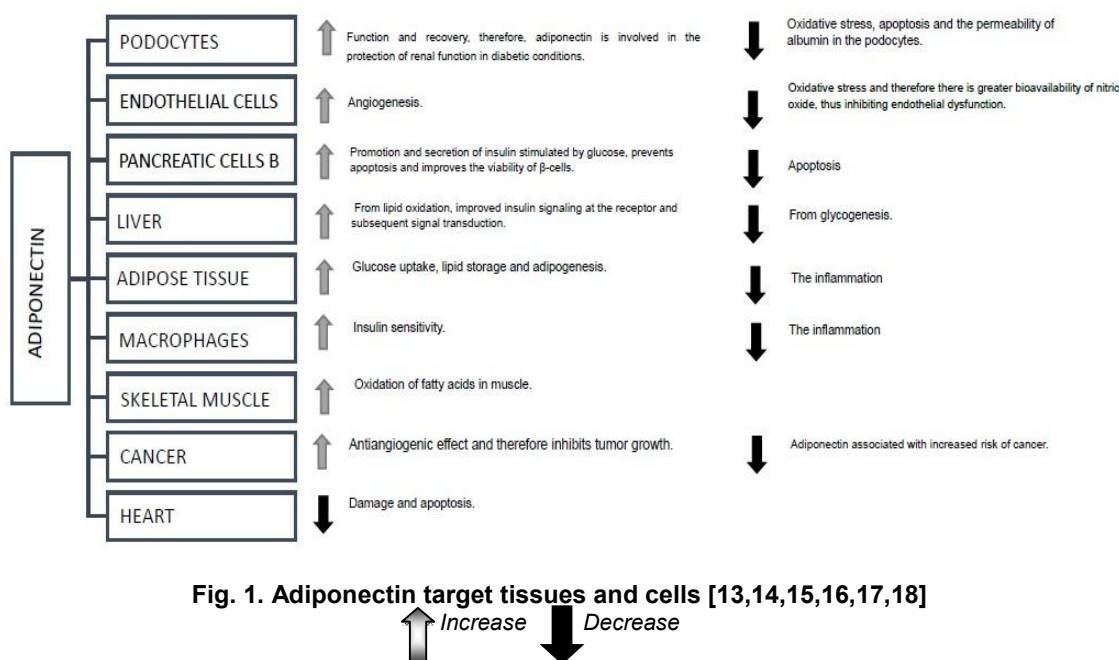 ADIPONECTIN
PODOCYTES
Function and recovery, therefore, adiponectin is involved in the
protection of renal function in diabetic conditions.
Oxidative stress, apoptosis and the permeability of
albumin in the podocytes.
ENDOTHELIAL CELLS
Angiogenesis.
Oxidative stress and therefore there is greater bioavailability of nitric
oxide, thus inhibiting endothelial dysfunction.
PANCREATIC CELLS B
Promotion and secretion of insulin stimulated by glucose, prevents
apoptosis and improves the viability of β-cells.
Apoptosis
LIVER
From lipid oxidation, improved insulin signaling at the receptor and
subsequent signal transduction.
From glycogenesis.
ADIPOSE TISSUE
Glucose uptake, lipid storage and adipogenesis.
The inflammation
MACROPHAGES
Insulin sensitivity.
The inflammation
SKELETAL MUSCLE
Oxidation of fatty acids in muscle.
CANCER
Antiangiogenic effect and therefore inhibits tumor growth.
Adiponectin associated with increased risk of cancer.
HEART
Damage and apoptosis.
Fig. 1. Adiponectin target tissues and cells [13,14,15,16,17,18]
Increase Decrease